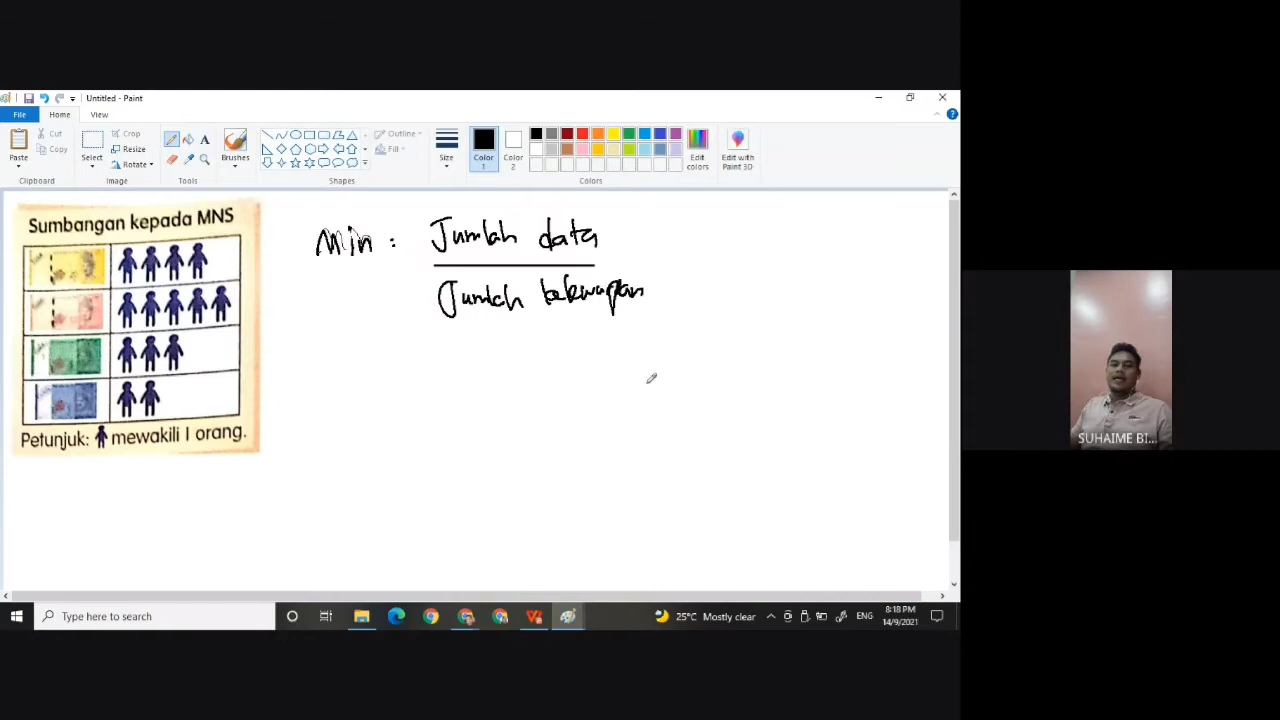 Untitled - Paint
File
Home
View
Paste
Cut
Copy
Clipboard
Select
Crop
Resize
Rotate
Image
Tools
Brushes
Shapes
Outline
Fill
Size
Color
1
Color
2
Colors
Edit
colors
Edit with
Paint 3D
Sumbangan kepada MNS
Petunjuk: mewakili 1 orang.
Min : Jumlah data
Jumlah kekerapan
SUHAIME BI...
Type here to search
25°C Mostly clear
ENG
8:18 PM
14/9/2021